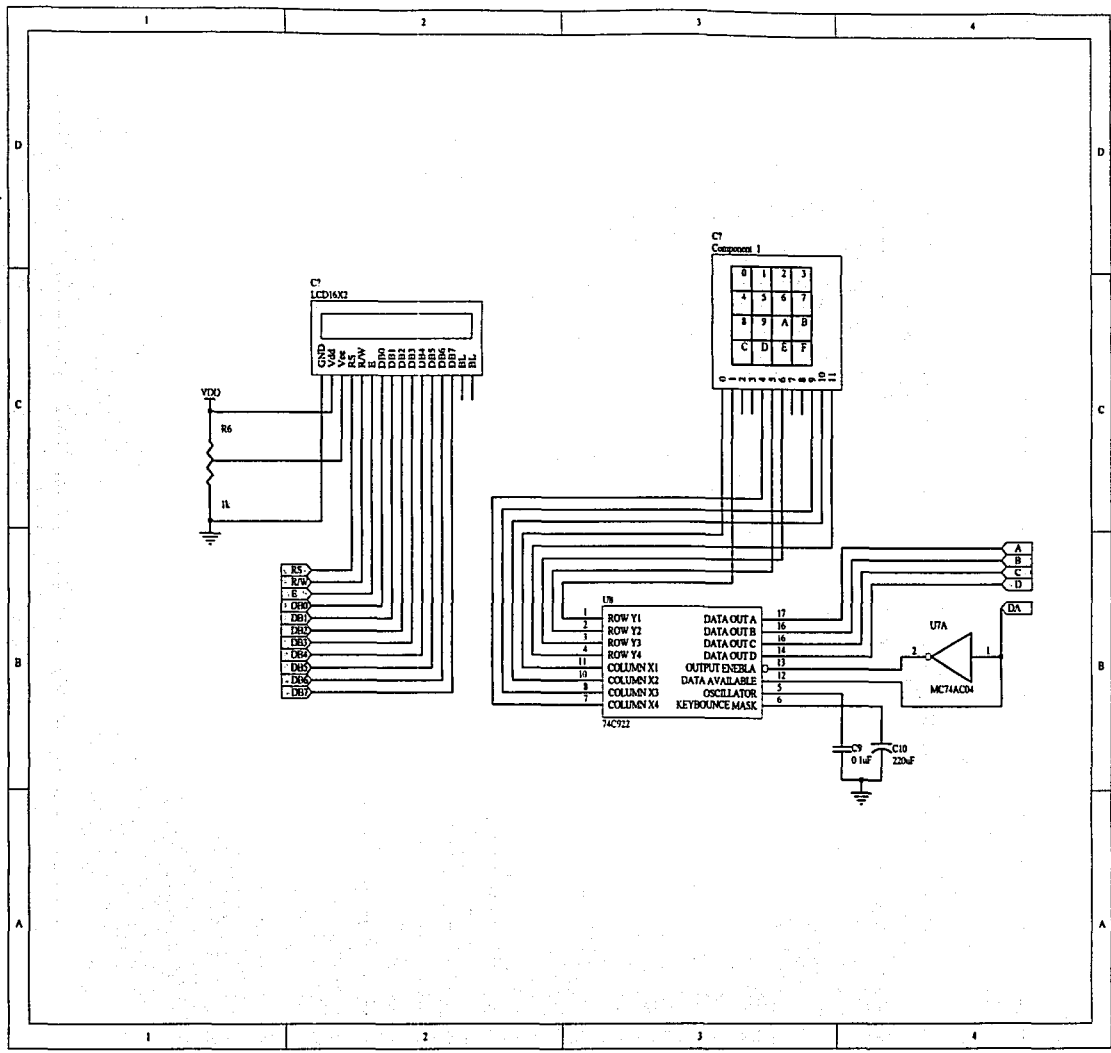 1 2 3 4
D D
C?
Component_1
0 1 2 3
4 5 6 7
8 9 A B
C D E F
0 1 2 3 4 5 6 7 8 9 10 11
C?
LCD16X2
GND Vdd Vee RS R/W E DB0 DB1 DB2 DB3 DB4 DB5 DB6 DB7 BL BL
C C
VDD
R6
1k
RS
R/W
E
DB0
DB1
DB2
DB3
DB4
DB5
DB6
DB7
A
B
C
D
DA
U8
1 ROW Y1 DATA OUT A 17
2 ROW Y2 DATA OUT B 16
3 ROW Y3 DATA OUT C 16
4 ROW Y4 DATA OUT D 14
11 COLUMN X1 OUTPUT ENEBLA 13
10 COLUMN X2 DATA AVAILABLE 12
8 COLUMN X3 OSCILLATOR 5
7 COLUMN X4 KEYBOUNCE MASK 6
74C922
U7A
2 1
MC74AC04
B B
C9
0.1uF
C10
220uF
A A
1 2 3 4